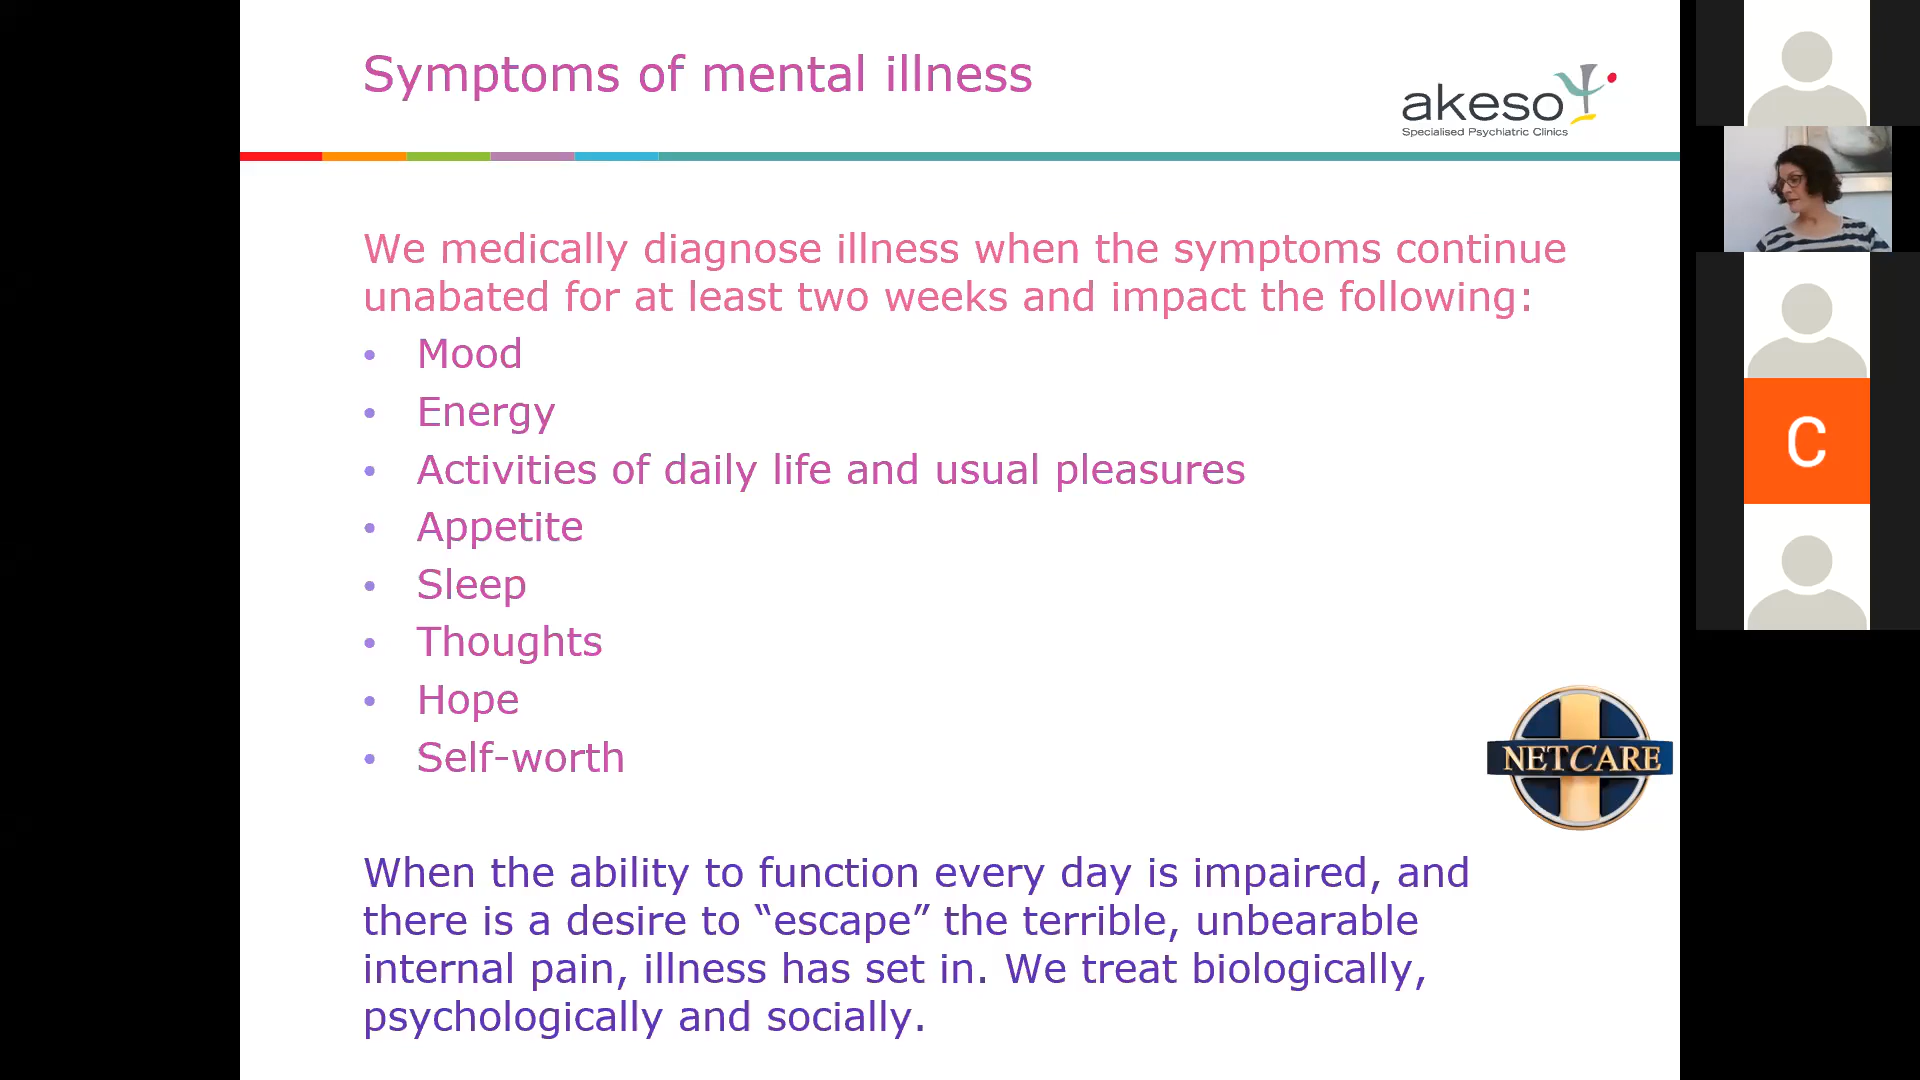 Symptoms of mental illness
akeso
Specialised Psychiatric Clinics
We medically diagnose illness when the symptoms continue
unabated for at least two weeks and impact the following:
• Mood
• Energy
• Activities of daily life and usual pleasures
• Appetite
• Sleep
• Thoughts
• Hope
• Self-worth
NETCARE
When the ability to function every day is impaired, and
there is a desire to “escape” the terrible, unbearable
internal pain, illness has set in. We treat biologically,
psychologically and socially.
C